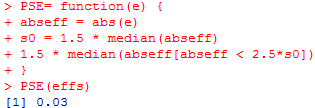 > PSE= function(e) {
+ abseff = abs(e)
+ s0 = 1.5 * median(abseff)
+ 1.5 * median(abseff[abseff < 2.5*s0])
+ }
> PSE(effs)
[1] 0.03